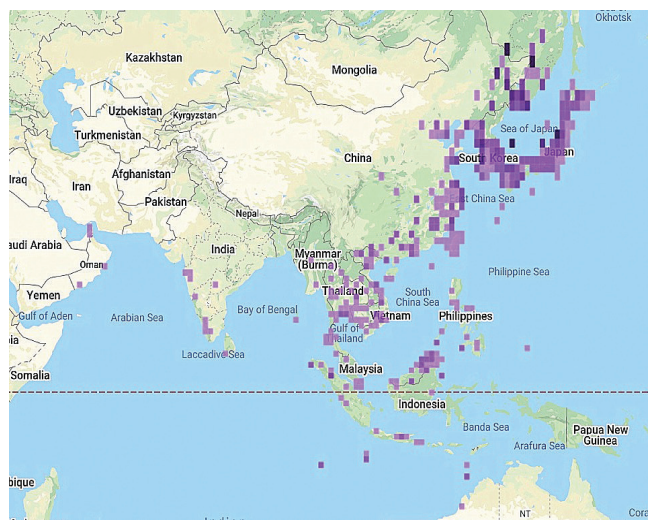 Okhotsk
Kazakhstan
Mongolia
Uzbekistan
Kyrgyzstan
Turkmenistan
Sea of Japan
China
South Korea
Japan
Afghanistan
Iraq
Iran
Pakistan
st China Sea
Nepal
audi Arabia
India
Myanmar
(Burma)
Oman
Philippine Sea
Yemen
Thailand
South
China Sea
Gulf of Aden
Arabian Sea
Bay of Bengal
Vietnam
Philippines
Gulf of
Thailand
Laccadive Sea
Somalia
Malaysia
Indonesia
Banda Sea
Papua New
Guinea
Arafura Sea
bique
NT
Cora